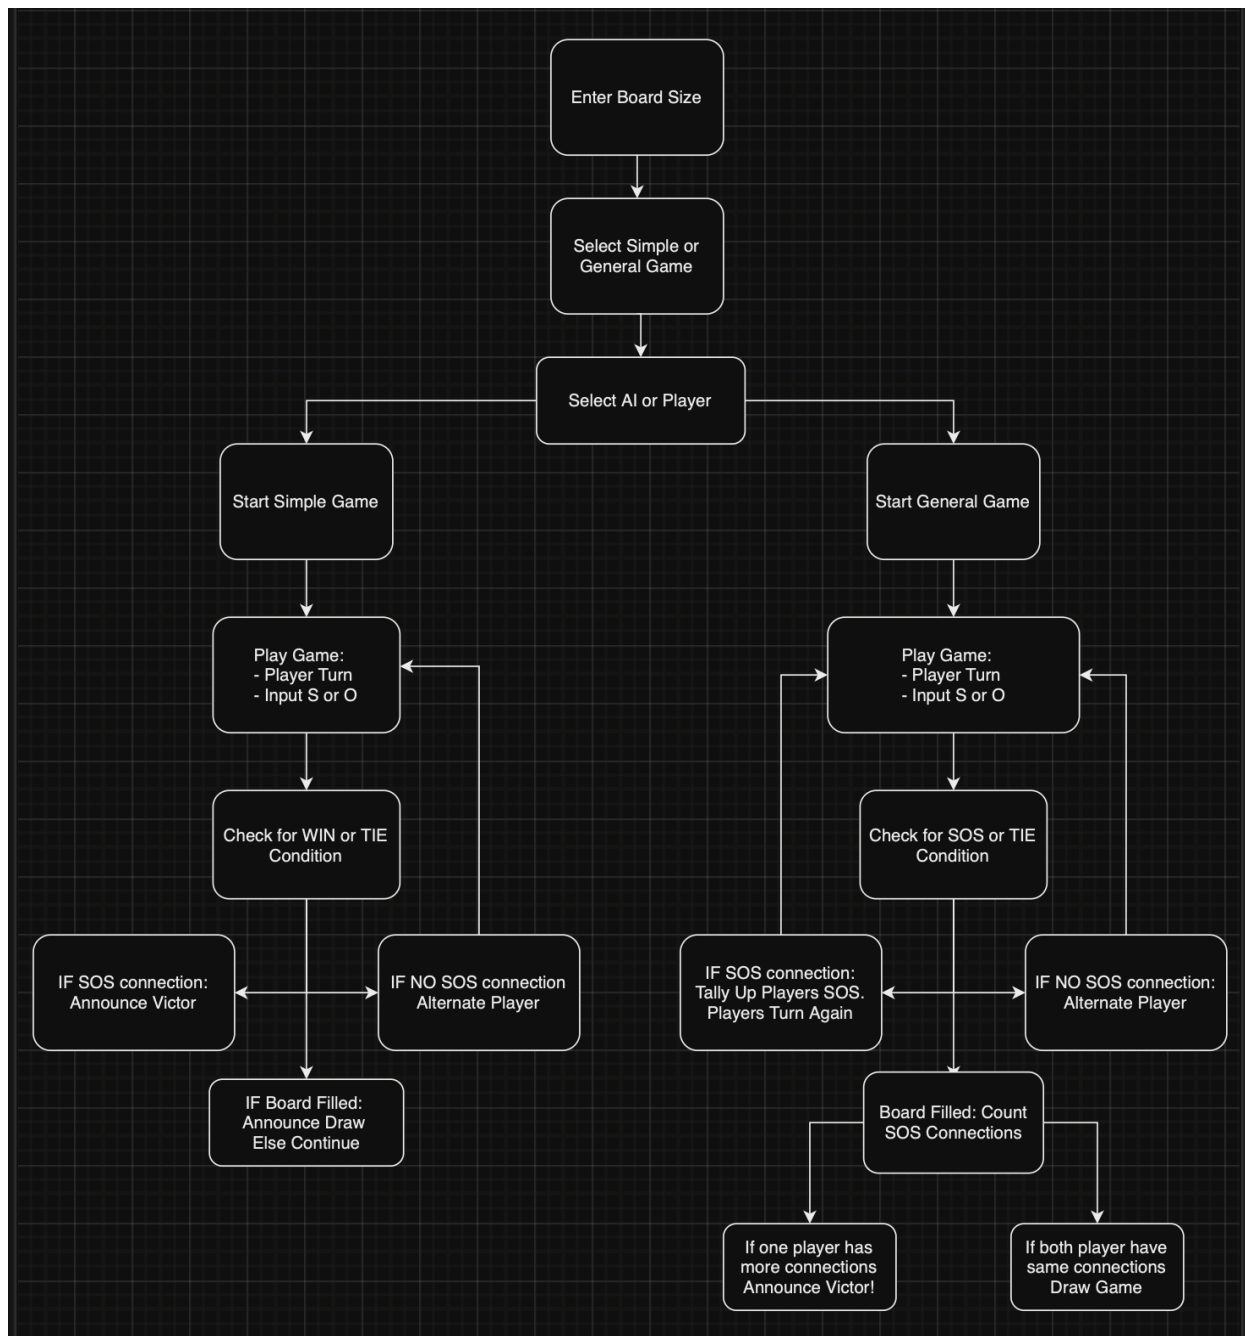 Enter Board Size
Select Simple or
General Game
Select AI or Player
Start Simple Game
Start General Game
Play Game:
- Player Turn
- Input S or O
Play Game:
- Player Turn
- Input S or O
Check for WIN or TIE
Condition
Check for SOS or TIE
Condition
IF SOS connection:
Announce Victor
IF NO SOS connection
Alternate Player
IF SOS connection:
Tally Up Players SOS.
Players Turn Again
IF NO SOS connection:
Alternate Player
IF Board Filled:
Announce Draw
Else Continue
Board Filled: Count
SOS Connections
If one player has
more connections
Announce Victor!
If both player have
same connections
Draw Game